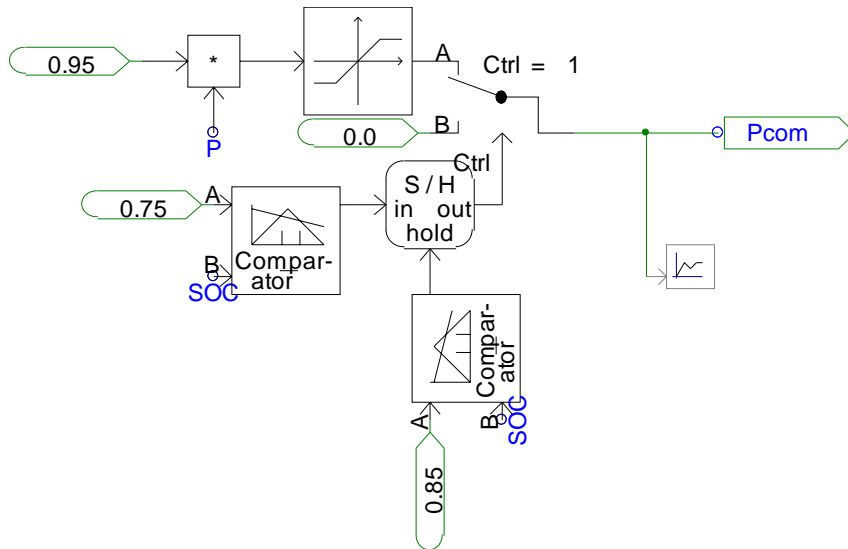 0.95
*
P
A
Ctrl = 1
B
0.0
Pcom
Ctrl
0.75
A
S / H
in out
hold
Compar-
ator
B
SOC
Compar-
ator
A
B
SOC
0.85